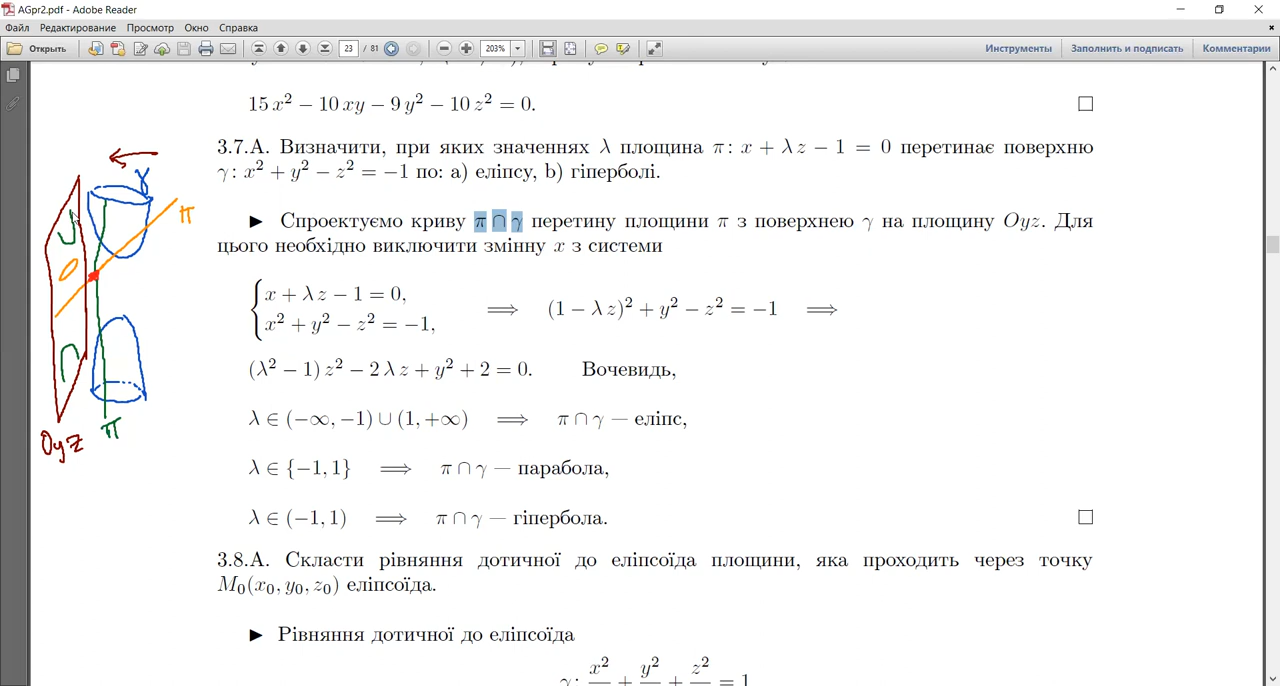 AGpr2.pdf - Adobe Reader
Файл Редактирование Просмотр Окно Справка
Открыть 23 / 81 203% Инструменты Заполнить и подписать Комментарии
15 x² − 10 xy − 9 y² − 10 z² = 0. □
3.7.A. Визначити, при яких значеннях λ площина π: x + λ z − 1 = 0 перетинає поверхню
γ: x² + y² − z² = −1 по: a) еліпсу, b) гіперболі.
► Спроектуємо криву π ∩ γ перетину площини π з поверхнею γ на площину Oyz. Для
цього необхідно виключити змінну x з системи
x + λ z − 1 = 0,
x² + y² − z² = −1,
⟹ (1 − λ z)² + y² − z² = −1 ⟹
(λ² − 1) z² − 2 λ z + y² + 2 = 0. Вочевидь,
λ ∈ (−∞, −1) ∪ (1, +∞) ⟹ π ∩ γ — еліпс,
λ ∈ {−1, 1} ⟹ π ∩ γ — парабола,
λ ∈ (−1, 1) ⟹ π ∩ γ — гіпербола. □
3.8.A. Скласти рівняння дотичної до еліпсоїда площини, яка проходить через точку
M₀(x₀, y₀, z₀) еліпсоїда.
► Рівняння дотичної до еліпсоїда
γ: x² + y² + z² = 1
γ
π
π
Oyz